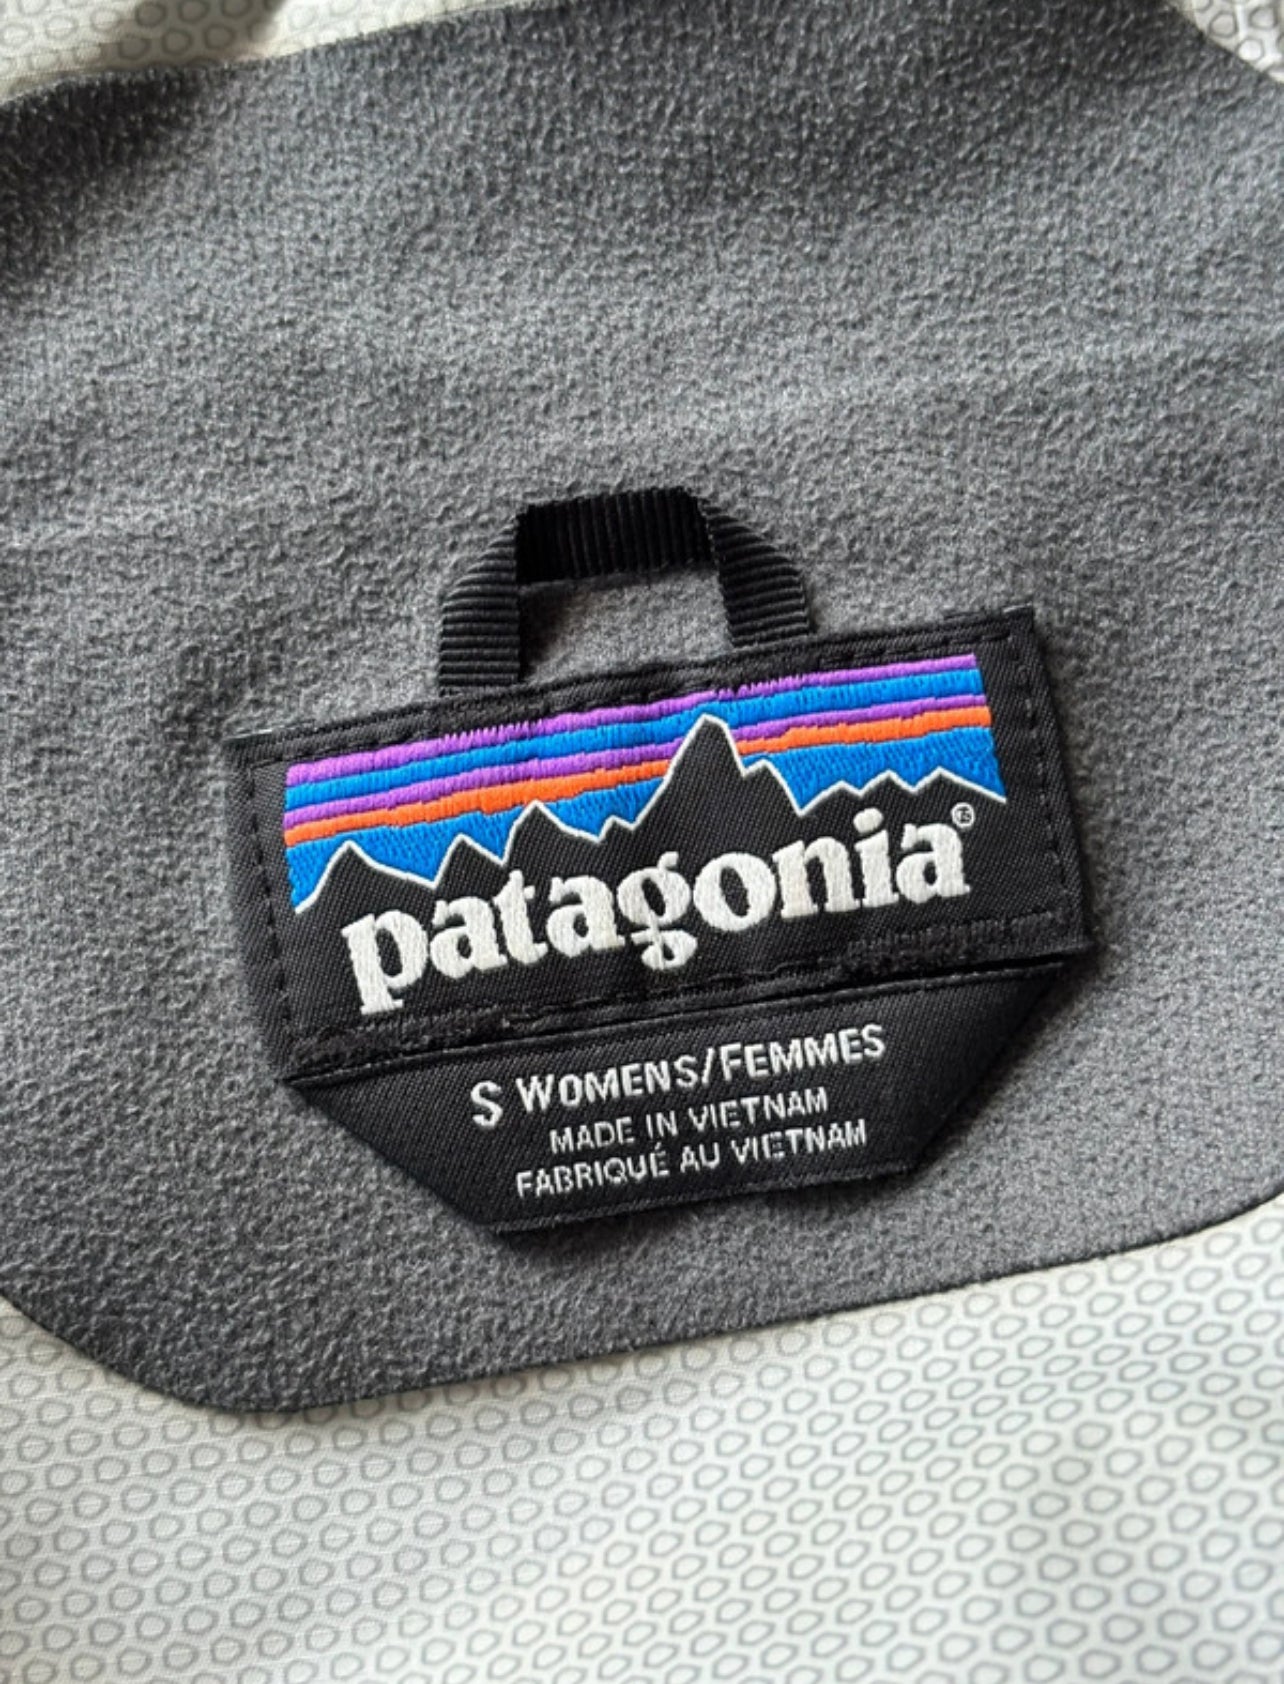 patagonia®
S WOMENS/FEMMES
MADE IN VIETNAM
FABRIQUÉ AU VIETNAM